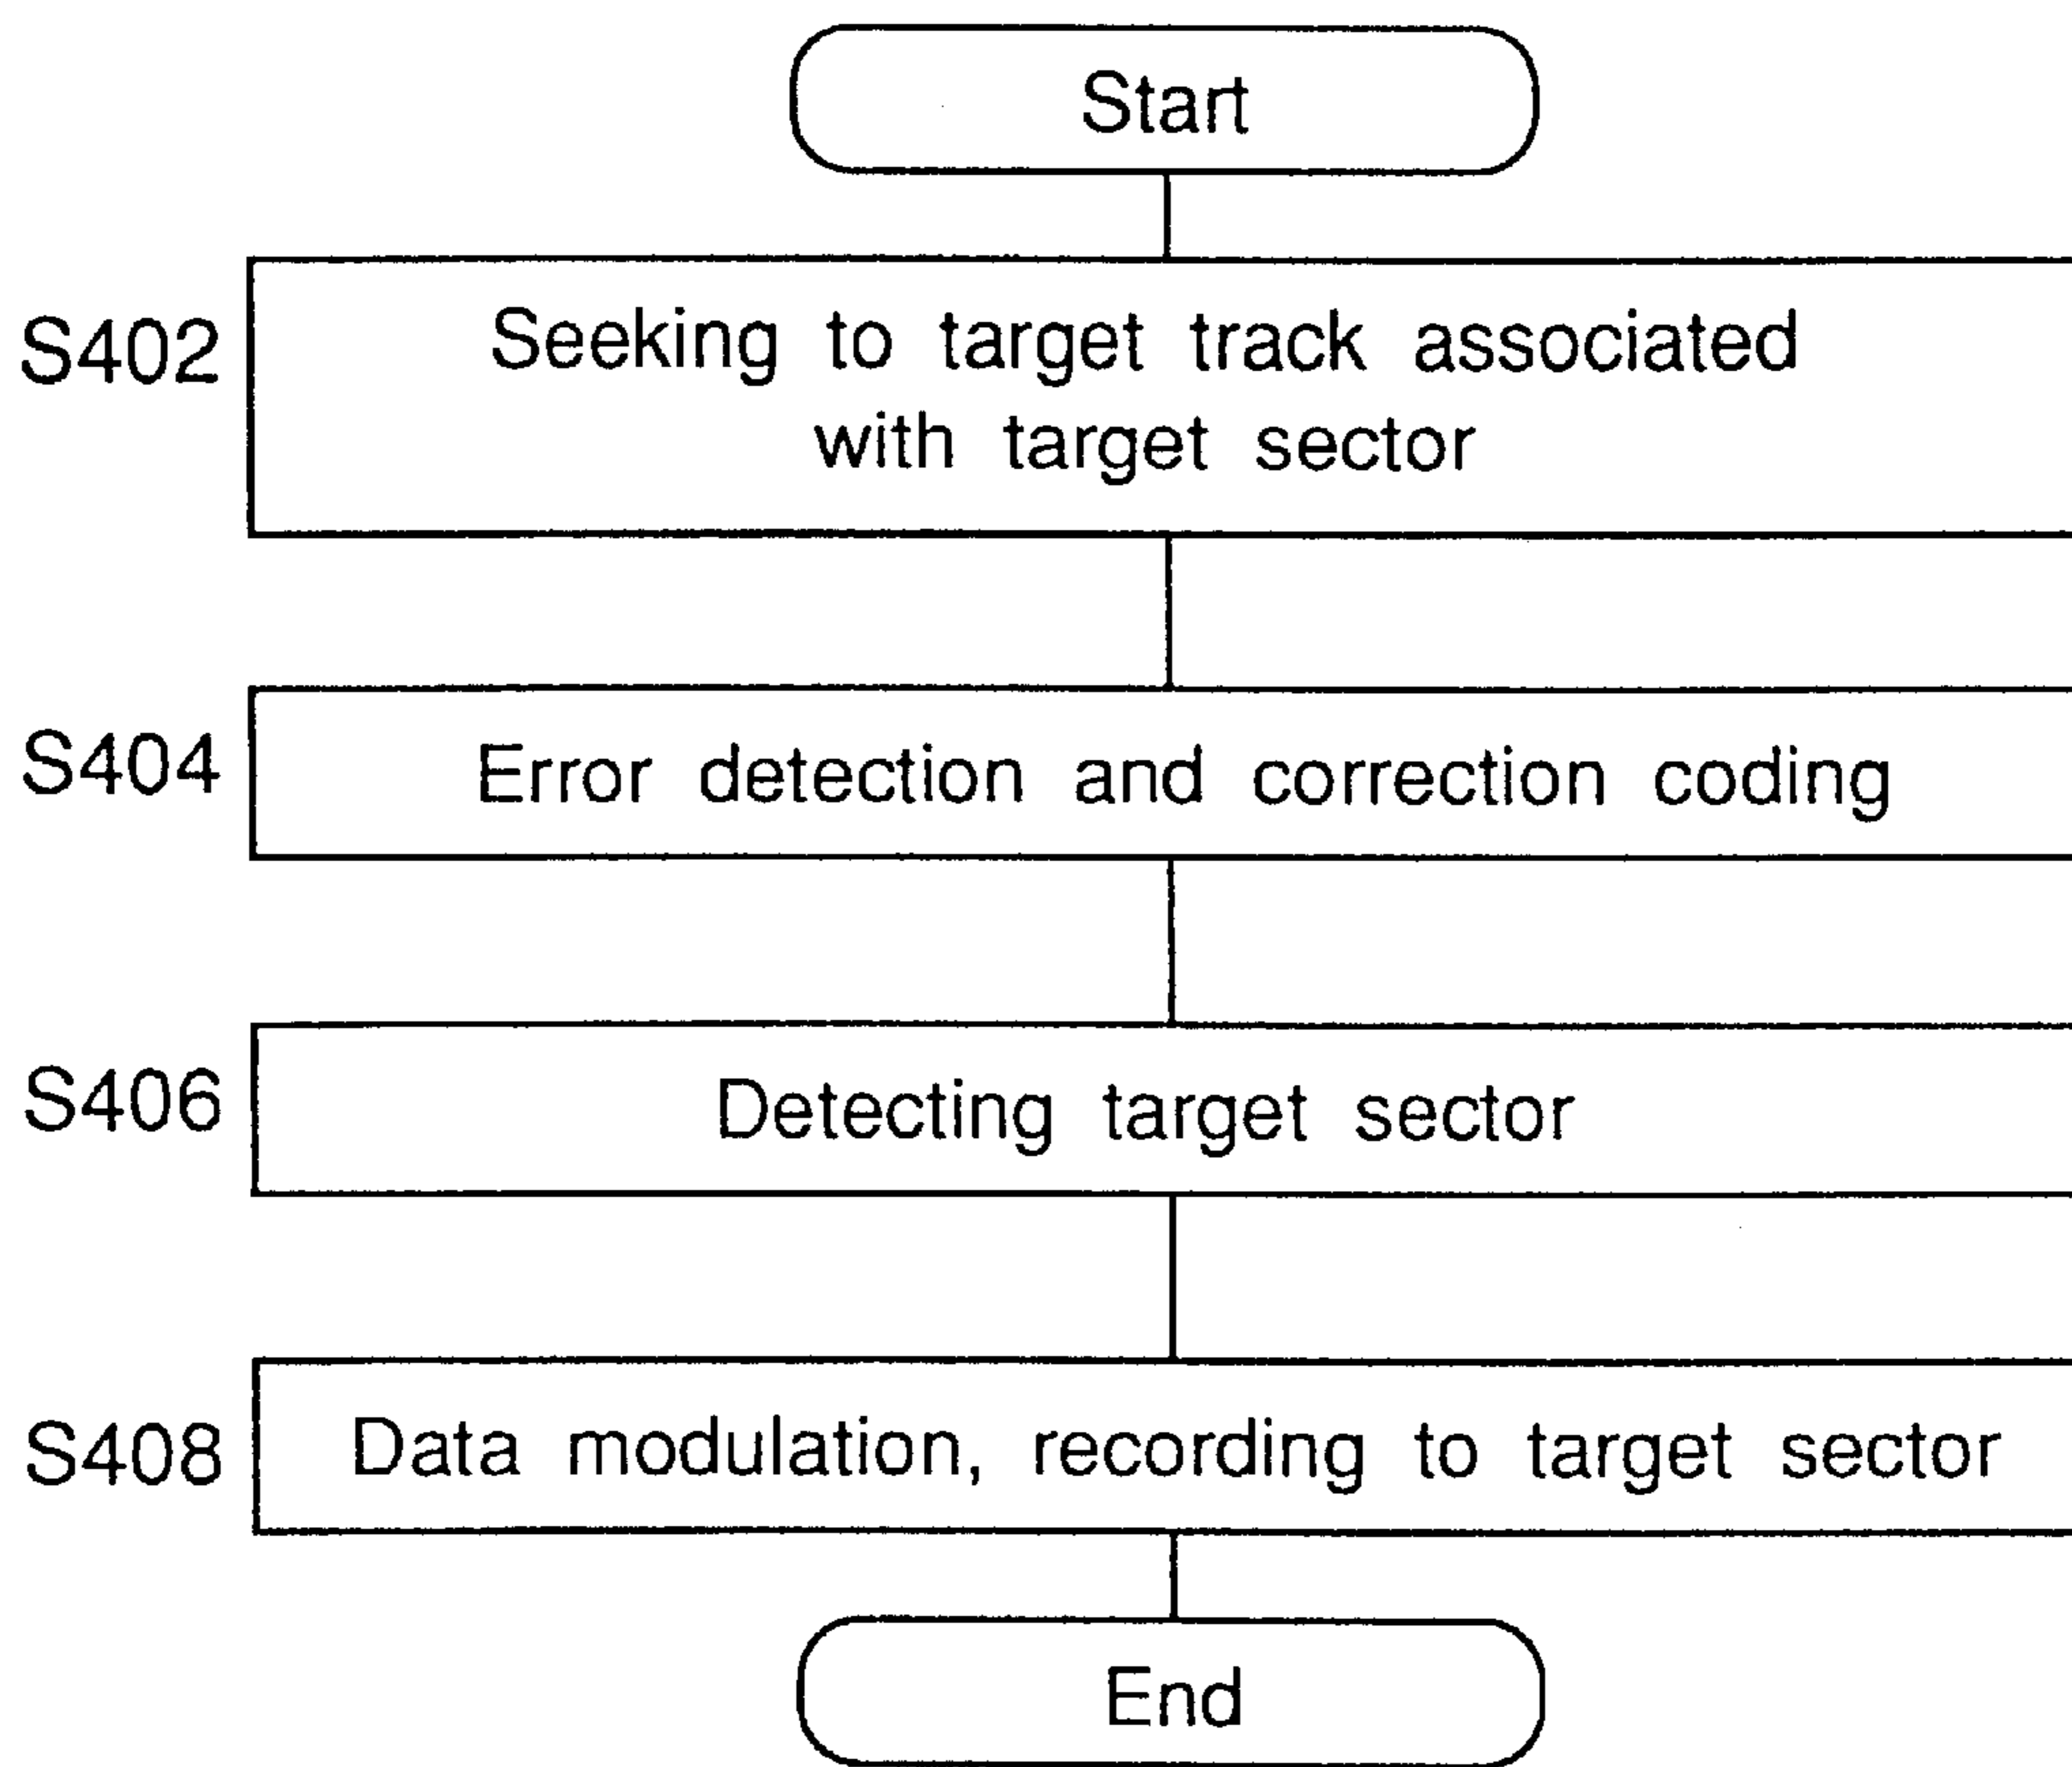 Start
S402
Seeking to target track associated
with target sector
S404
Error detection and correction coding
S406
Detecting target sector
S408
Data modulation, recording to target sector
End